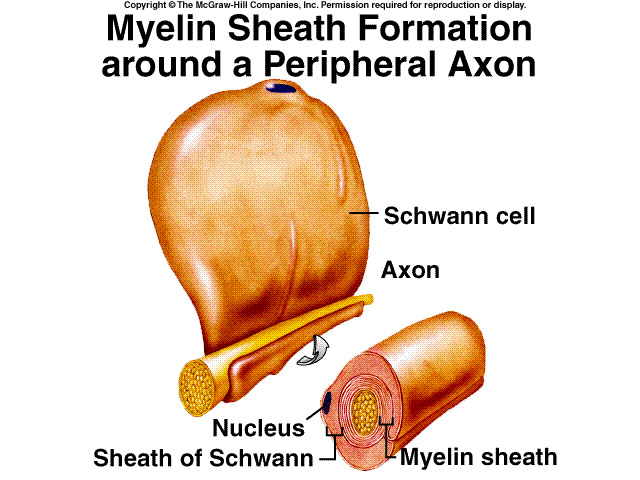 Copyright © The McGraw-Hill Companies, Inc. Permission required for reproduction or display.
Myelin Sheath Formation
around a Peripheral Axon
Schwann cell
Axon
Nucleus
Sheath of Schwann
Myelin sheath